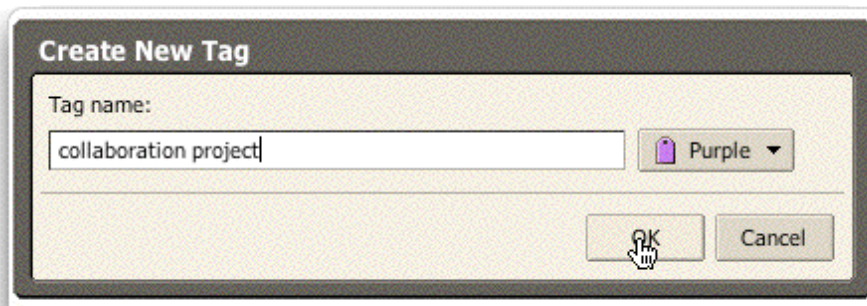 Create New Tag
Tag name:
collaboration project
Purple
OK
Cancel